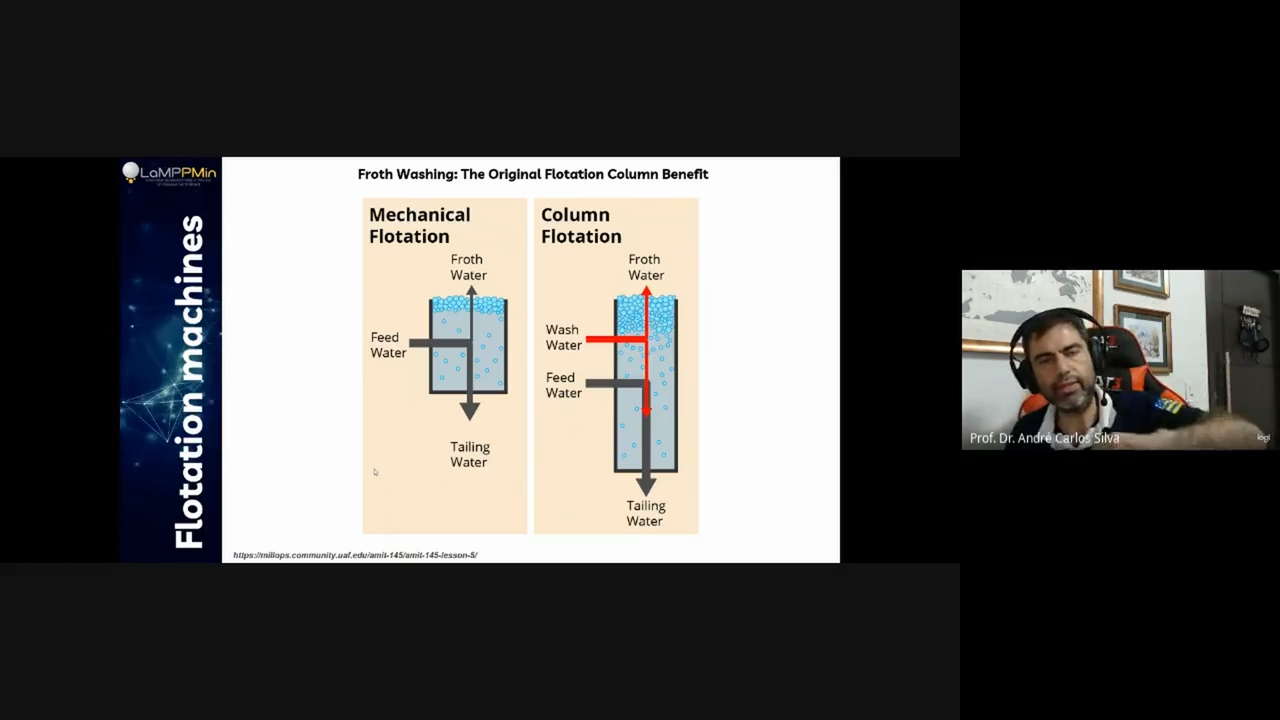 LaMPPMin
Flotation machines
Froth Washing: The Original Flotation Column Benefit
Mechanical
Flotation
Froth
Water
Feed
Water
Tailing
Water
Column
Flotation
Froth
Water
Wash
Water
Feed
Water
Tailing
Water
https://millops.community.uaf.edu/amit-145/amit-145-lesson-5/
Prof. Dr. André Carlos Silva
logi